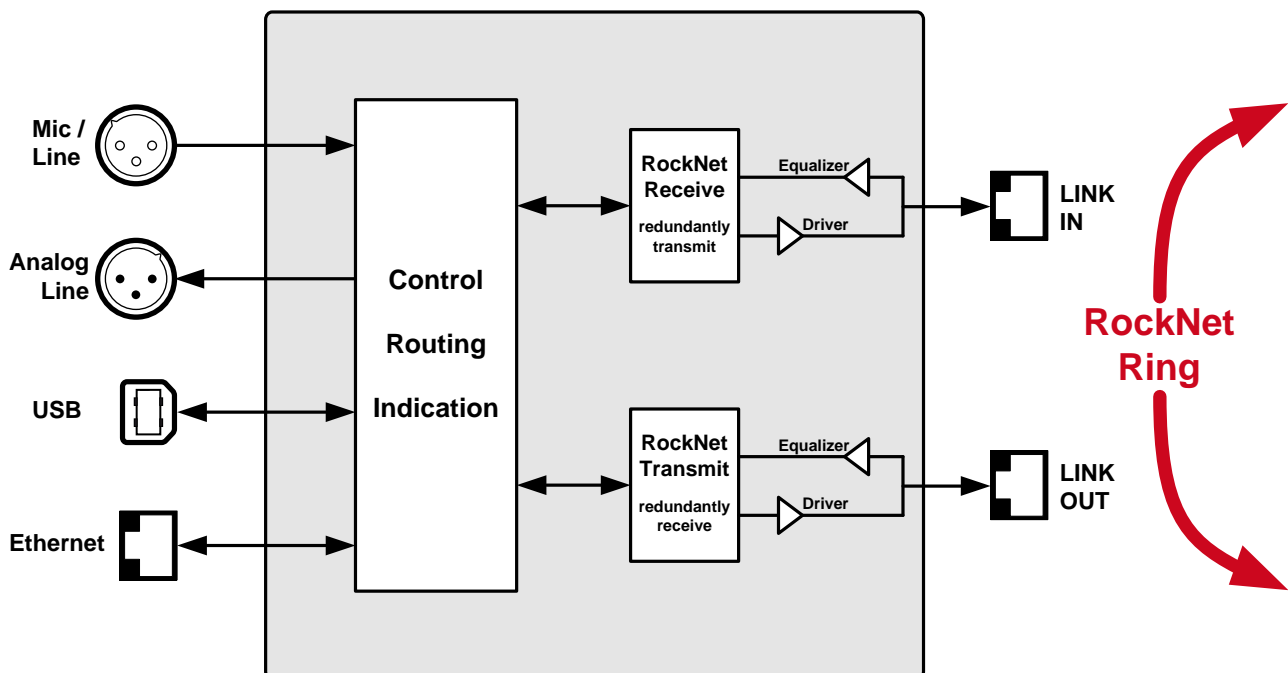 Mic /
Line
Analog
Line
USB
Ethernet
Control
Routing
Indication
RockNet
Receive
redundantly
transmit
Equalizer
Driver
LINK
IN
RockNet
Transmit
redundantly
receive
Equalizer
Driver
LINK
OUT
RockNet
Ring